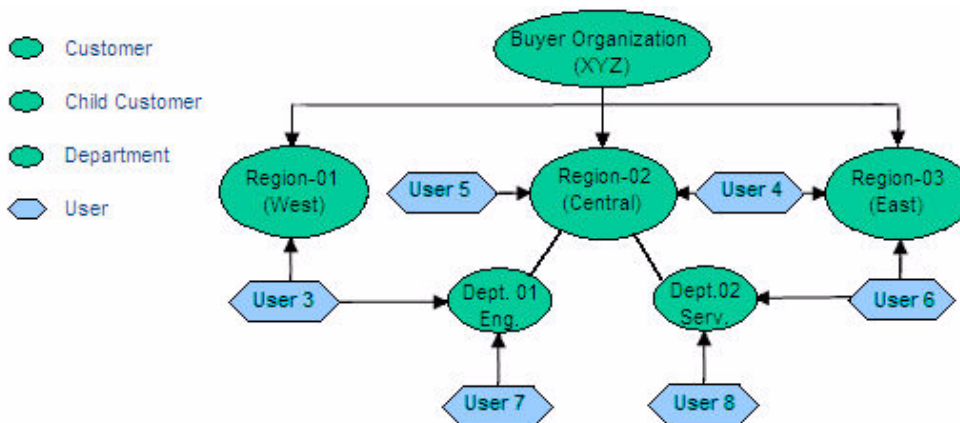 Customer
Child Customer
Department
User
Buyer Organization
(XYZ)
Region-01
(West)
User 5
Region-02
(Central)
User 4
Region-03
(East)
User 3
Dept. 01
Eng.
Dept.02
Serv.
User 6
User 7
User 8